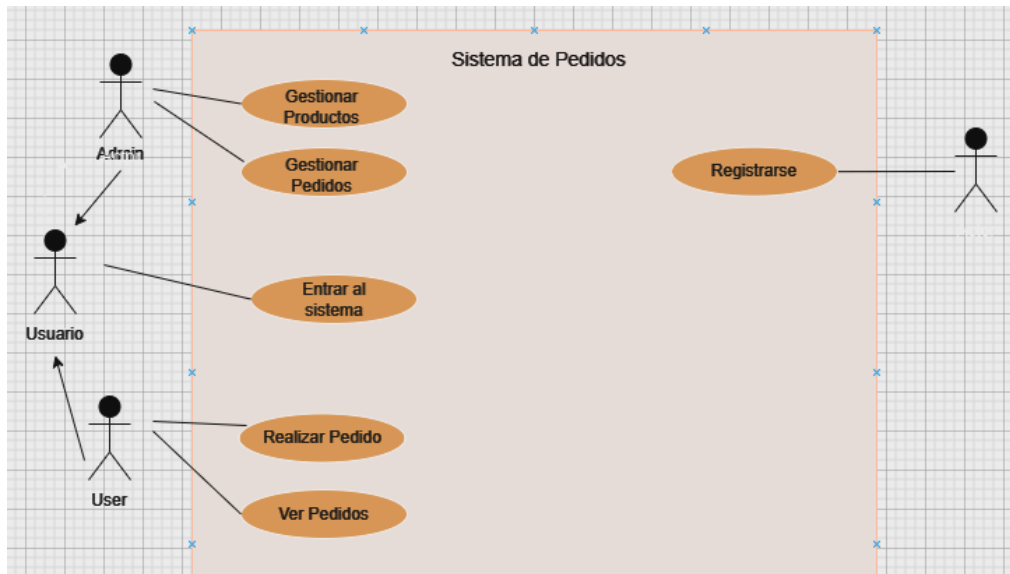 Sistema de Pedidos
Gestionar
Productos
Admin
Gestionar
Pedidos
Registrarse
Usuario
Entrar al
sistema
User
Realizar Pedido
Ver Pedidos